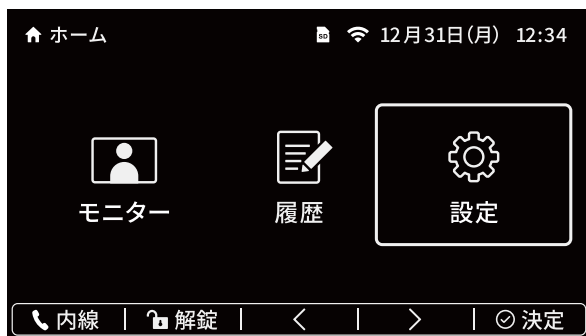 ホーム SD 12月31日(月) 12:34
モニター 履歴 設定
内線 解錠 < > 決定